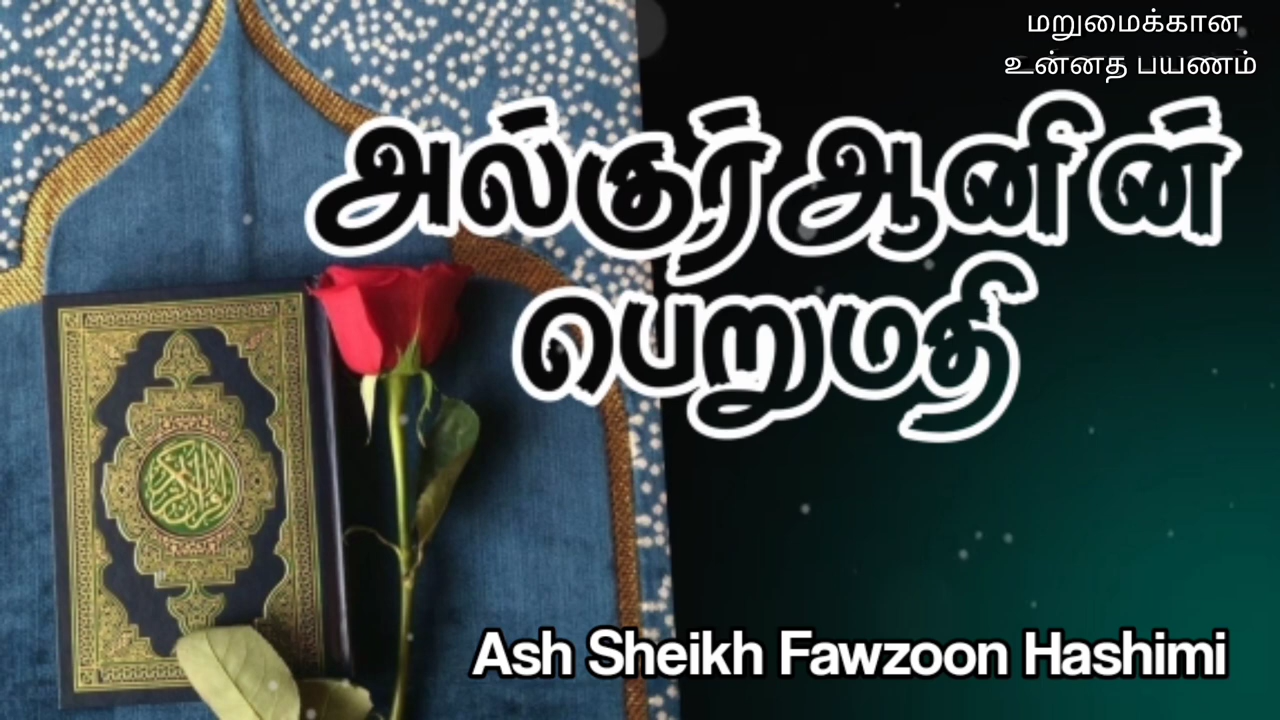 மறுமைக்கான
உன்னத பயணம்
அல்குர்ஆனின்
பெறுமதி
Ash Sheikh Fawzoon Hashimi